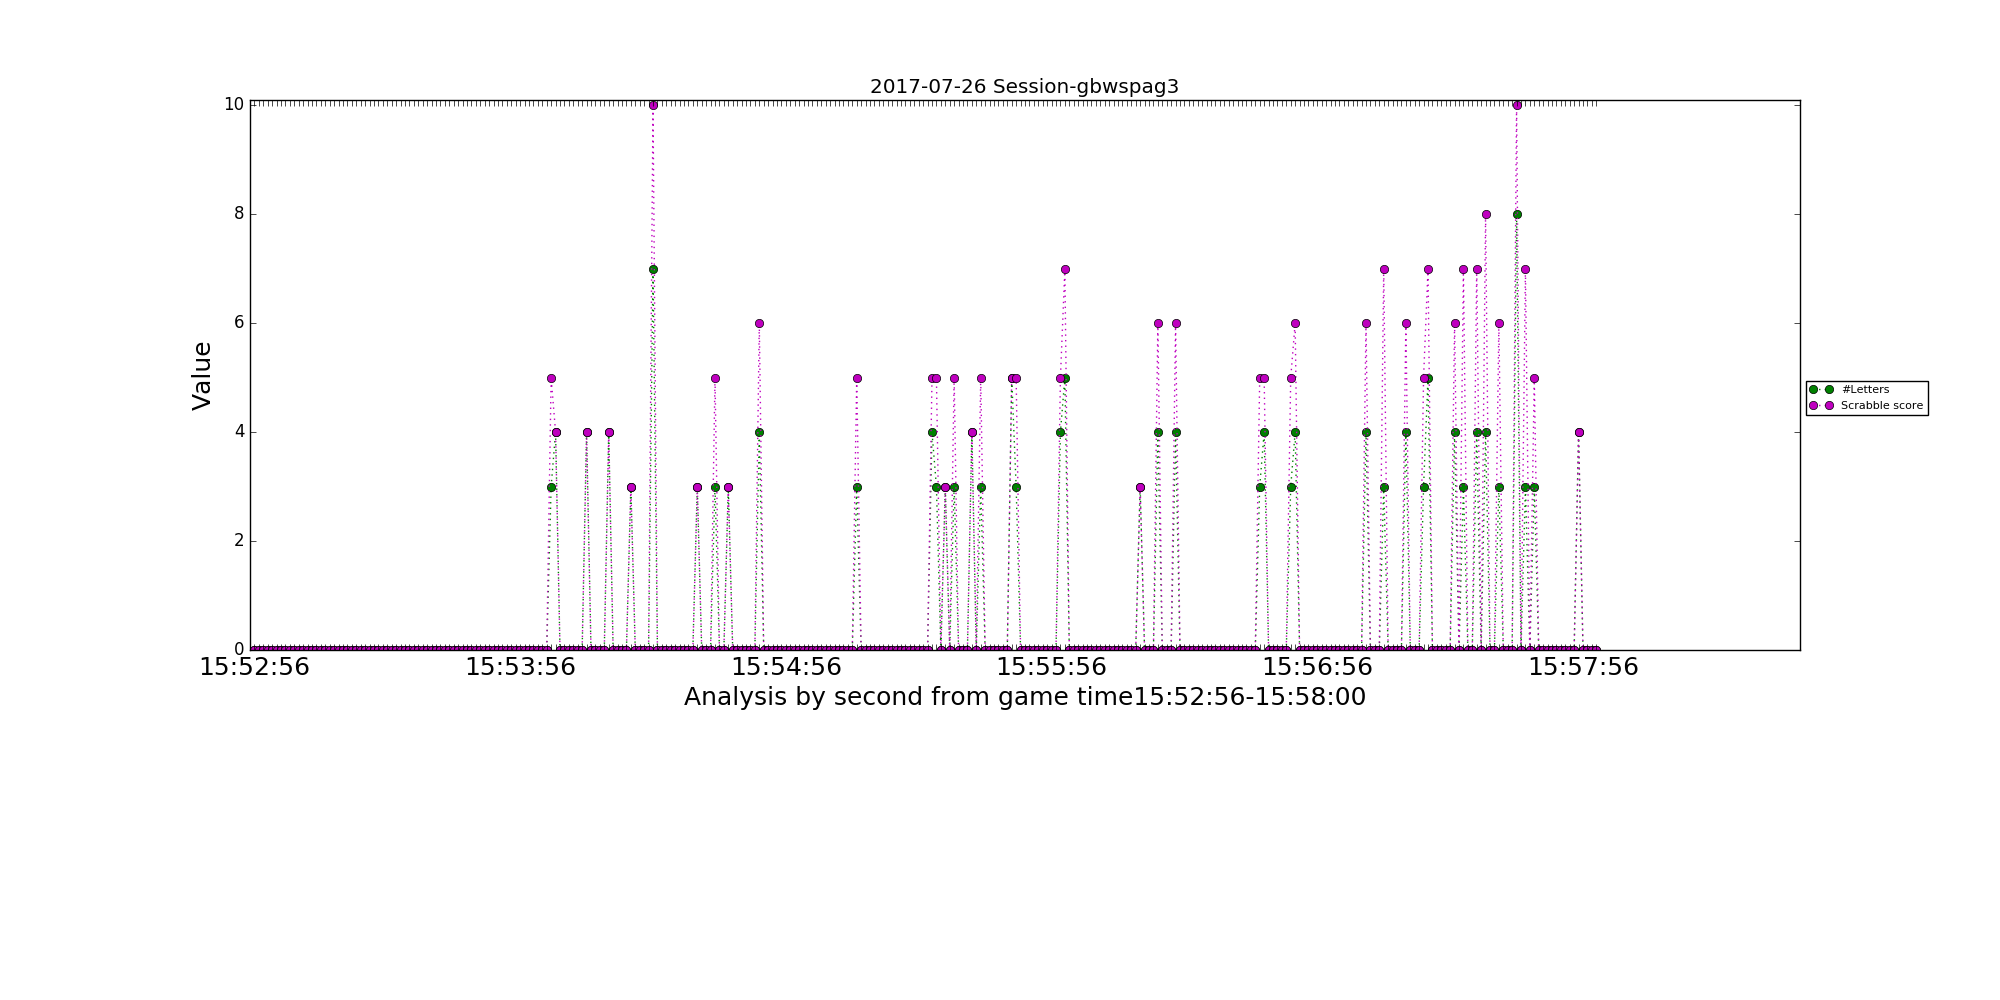 2017-07-26 Session-gbwspag3
10
8
6
4
2
0
Value
15:52:56 15:53:56 15:54:56 15:55:56 15:56:56 15:57:56
Analysis by second from game time15:52:56-15:58:00
#Letters
Scrabble score